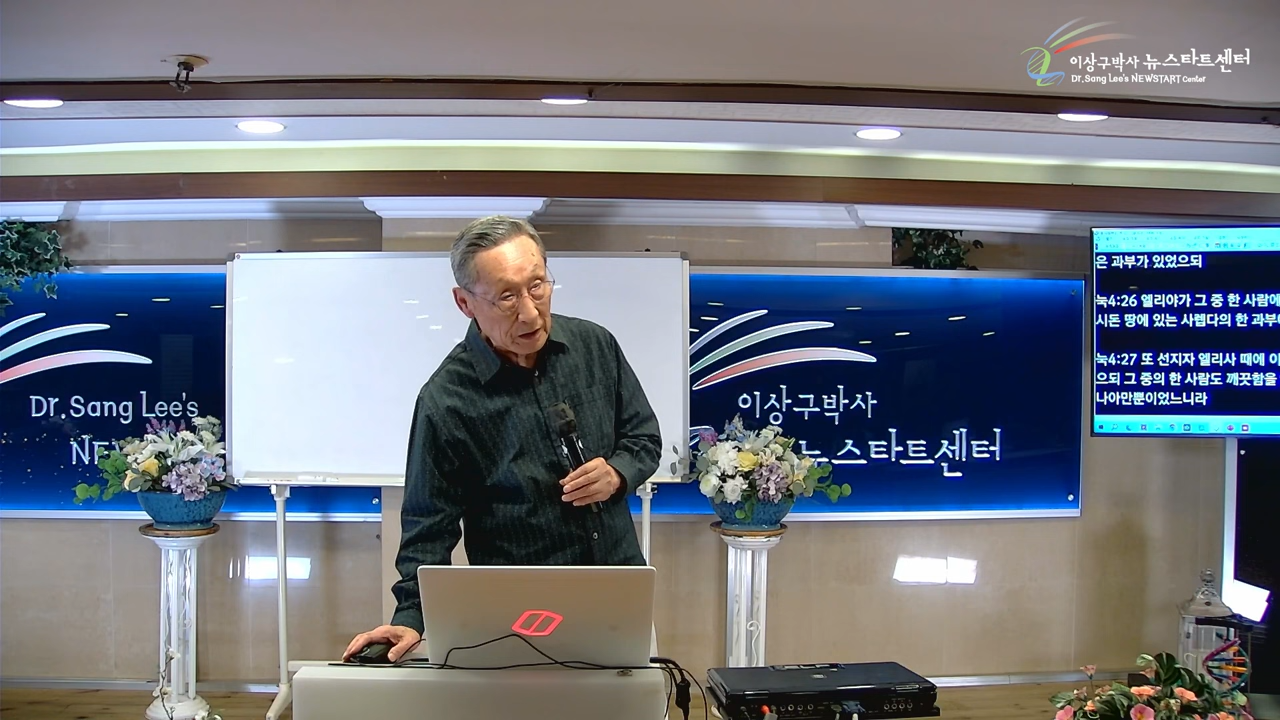 이상구박사 뉴스타트센터
Dr.Sang Lee's NEWSTART Center
은 과부가 있었으되
눅4:26 엘리야가 그 중 한 사람에
시돈 땅에 있는 사렙다의 한 과부
눅4:27 또 선지자 엘리사 때에 이
으되 그 중의 한 사람도 깨끗함을
나아만뿐이었느니라
Dr.Sang Lee's
NE
이상구박사
뉴스타트센터